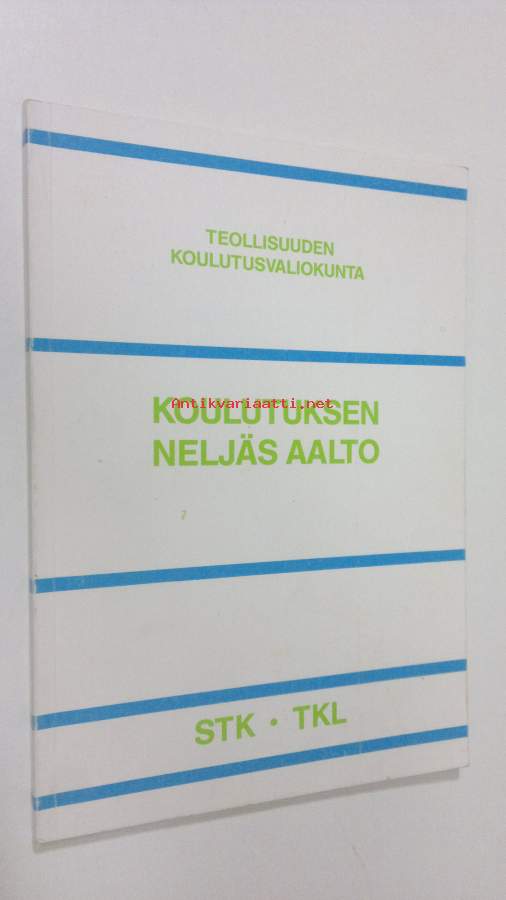 TEOLLISUUDEN
KOULUTUSVALIOKUNTA
KOULUTUKSEN
Antikvariaatti.net
NELJÄS AALTO
STK · TKL